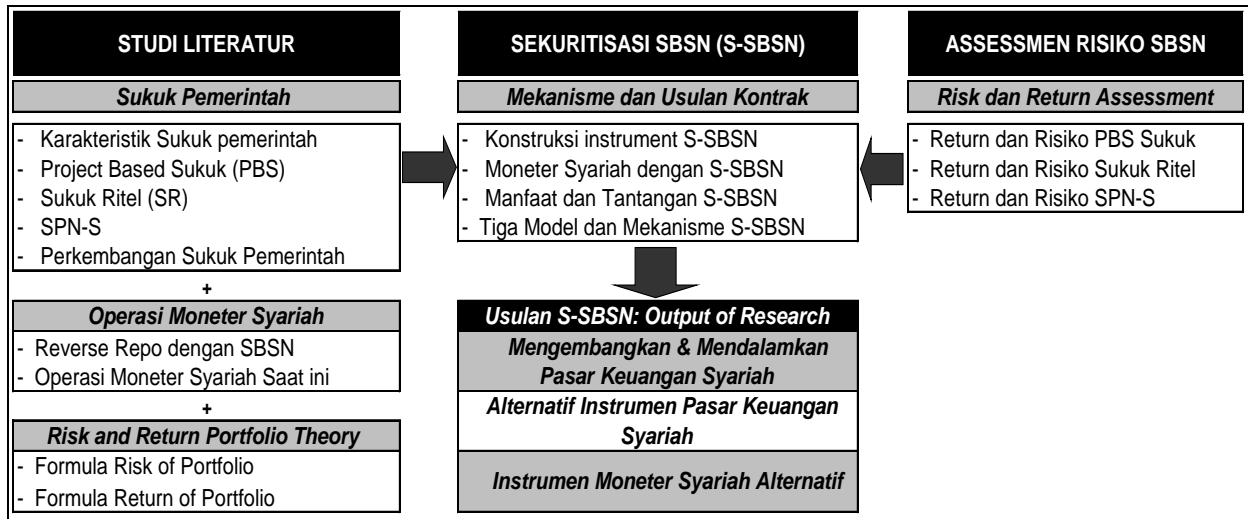 STUDI LITERATUR
Sukuk Pemerintah
- Karakteristik Sukuk pemerintah
- Project Based Sukuk (PBS)
- Sukuk Ritel (SR)
- SPN-S
- Perkembangan Sukuk Pemerintah
+
Operasi Moneter Syariah
- Reverse Repo dengan SBSN
- Operasi Moneter Syariah Saat ini
+
Risk and Return Portfolio Theory
- Formula Risk of Portfolio
- Formula Return of Portfolio
SEKURITISASI SBSN (S-SBSN)
Mekanisme dan Usulan Kontrak
- Konstruksi instrument S-SBSN
- Moneter Syariah dengan S-SBSN
- Manfaat dan Tantangan S-SBSN
- Tiga Model dan Mekanisme S-SBSN
Usulan S-SBSN: Output of Research
Mengembangkan & Mendalamkan
Pasar Keuangan Syariah
Alternatif Instrumen Pasar Keuangan
Syariah
Instrumen Moneter Syariah Alternatif
ASSESSMEN RISIKO SBSN
Risk dan Return Assessment
- Return dan Risiko PBS Sukuk
- Return dan Risiko Sukuk Ritel
- Return dan Risiko SPN-S